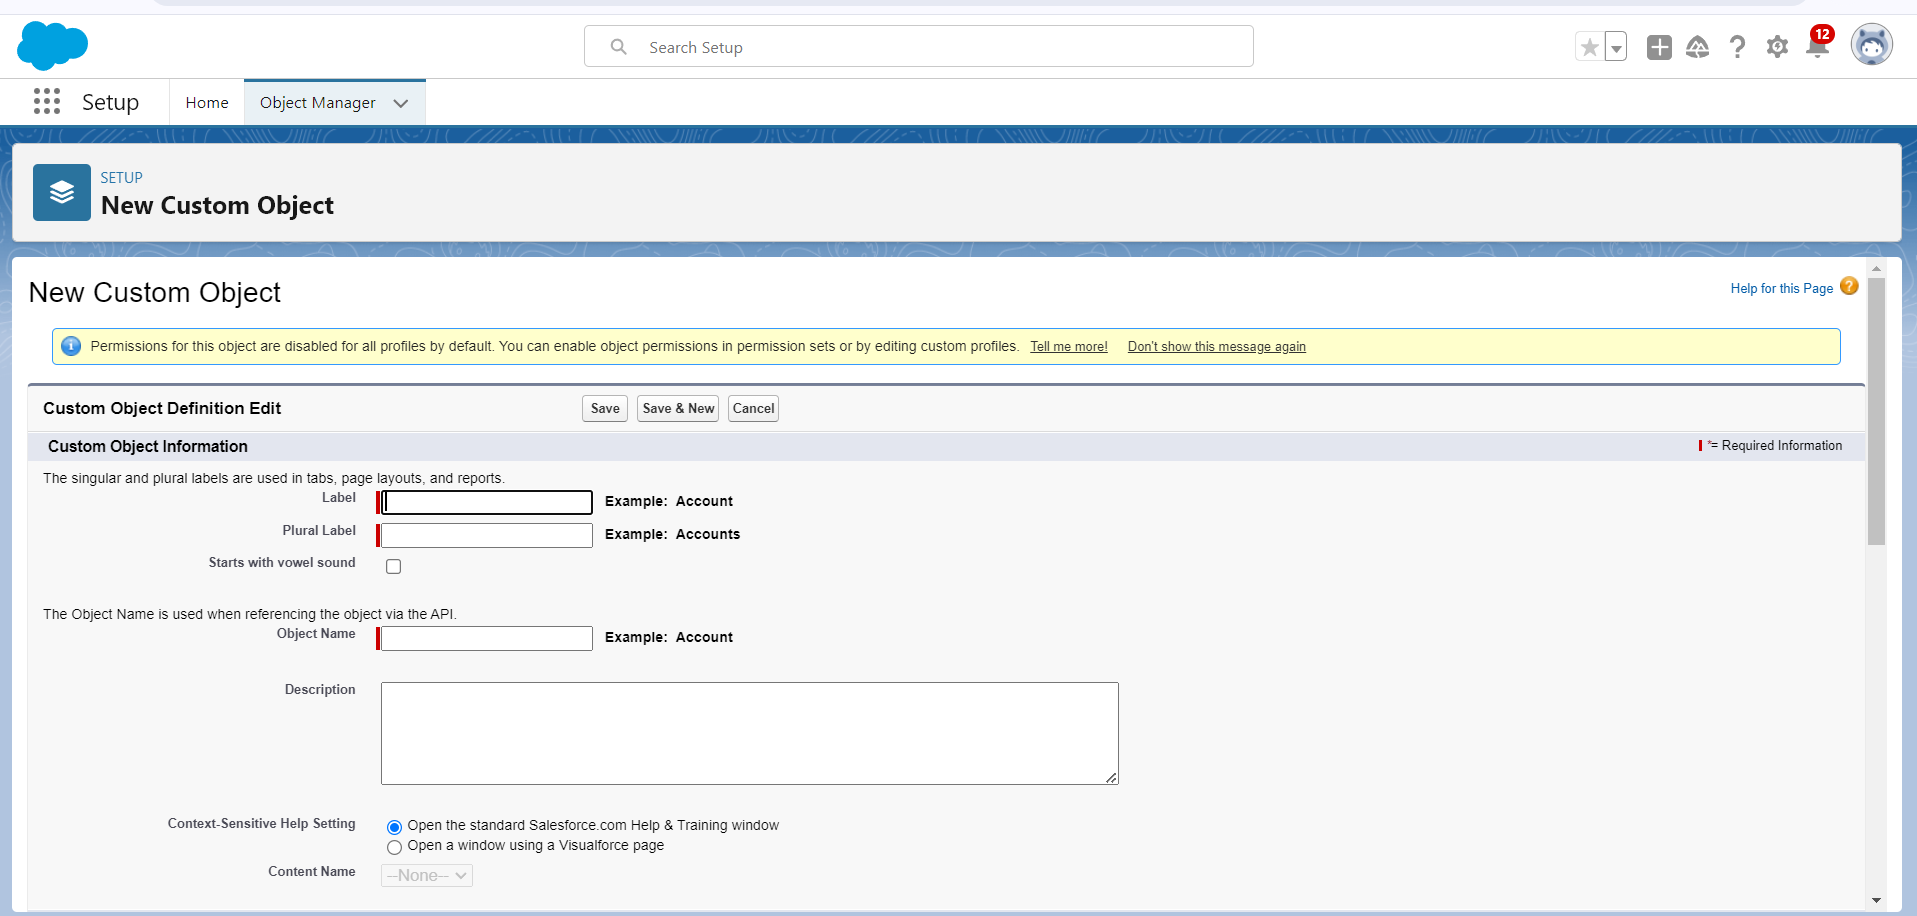 Search Setup
12
Setup
Home
Object Manager
SETUP
New Custom Object
New Custom Object
Help for this Page ?
Permissions for this object are disabled for all profiles by default. You can enable object permissions in permission sets or by editing custom profiles. Tell me more! Don't show this message again
Custom Object Definition Edit Save Save & New Cancel
Custom Object Information *= Required Information
The singular and plural labels are used in tabs, page layouts, and reports.
Label Example: Account
Plural Label Example: Accounts
Starts with vowel sound
The Object Name is used when referencing the object via the API.
Object Name Example: Account
Description
Context-Sensitive Help Setting Open the standard Salesforce.com Help & Training window
Open a window using a Visualforce page
Content Name --None--